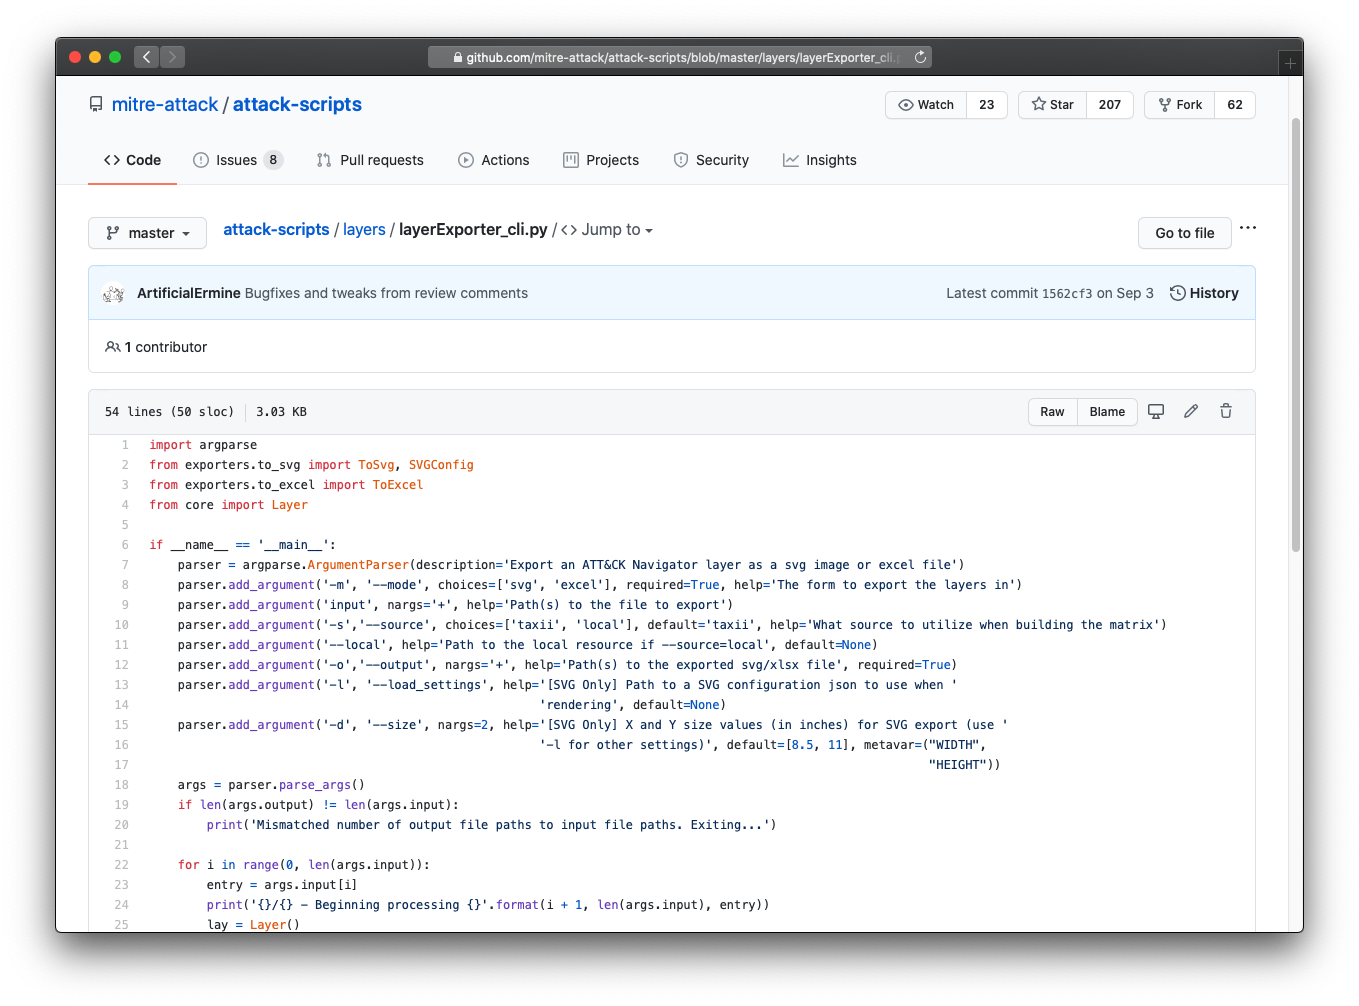 github.com/mitre-attack/attack-scripts/blob/master/layers/layerExporter_cli.p
mitre-attack / attack-scripts
Watch 23 Star 207 Fork 62
Code Issues 8 Pull requests Actions Projects Security Insights
master attack-scripts / layers / layerExporter_cli.py / <> Jump to Go to file ...
ArtificialErmine Bugfixes and tweaks from review comments Latest commit 1562cf3 on Sep 3 History
1 contributor
54 lines (50 sloc) 3.03 KB Raw Blame
1 import argparse
2 from exporters.to_svg import ToSvg, SVGConfig
3 from exporters.to_excel import ToExcel
4 from core import Layer
5
6 if __name__ == '__main__':
7     parser = argparse.ArgumentParser(description='Export an ATT&CK Navigator layer as a svg image or excel file')
8     parser.add_argument('-m', '--mode', choices=['svg', 'excel'], required=True, help='The form to export the layers in')
9     parser.add_argument('input', nargs='+', help='Path(s) to the file to export')
10     parser.add_argument('-s','--source', choices=['taxii', 'local'], default='taxii', help='What source to utilize when building the matrix')
11     parser.add_argument('--local', help='Path to the local resource if --source=local', default=None)
12     parser.add_argument('-o','--output', nargs='+', help='Path(s) to the exported svg/xlsx file', required=True)
13     parser.add_argument('-l', '--load_settings', help='[SVG Only] Path to a SVG configuration json to use when '
14                                                       'rendering', default=None)
15     parser.add_argument('-d', '--size', nargs=2, help='[SVG Only] X and Y size values (in inches) for SVG export (use '
16                                                       '-l for other settings)', default=[8.5, 11], metavar=("WIDTH",
17                                                                                                            "HEIGHT"))
18     args = parser.parse_args()
19     if len(args.output) != len(args.input):
20         print('Mismatched number of output file paths to input file paths. Exiting...')
21
22     for i in range(0, len(args.input)):
23         entry = args.input[i]
24         print('{}/{} - Beginning processing {}'.format(i + 1, len(args.input), entry))
25         lay = Layer()